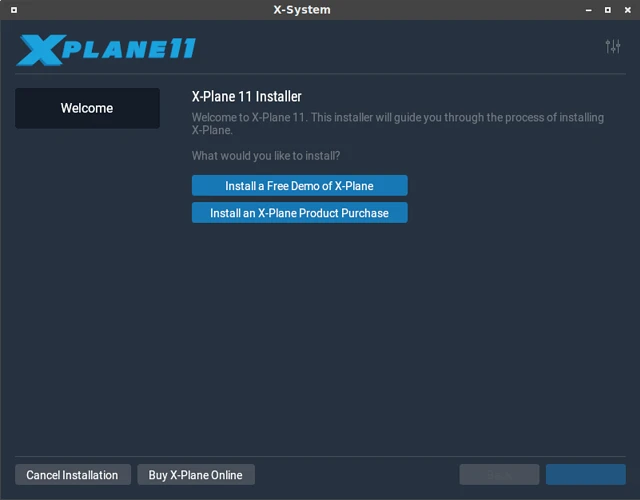 X-System
XPLANE11
Welcome
X-Plane 11 Installer
Welcome to X-Plane 11. This installer will guide you through the process of installing
X-Plane.
What would you like to install?
Install a Free Demo of X-Plane
Install an X-Plane Product Purchase
Cancel Installation
Buy X-Plane Online